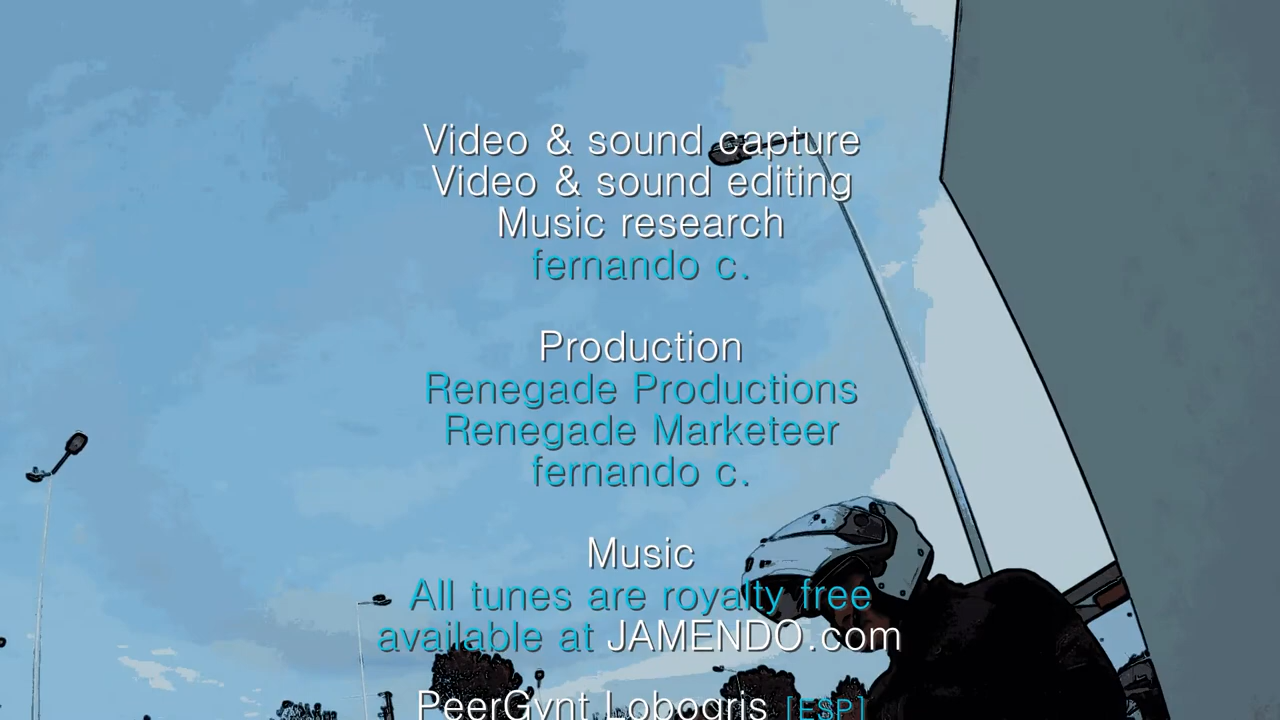 Video & sound capture
Video & sound editing
Music research
fernando c.
Production
Renegade Productions
Renegade Marketeer
fernando c.
Music
All tunes are royalty free
available at JAMENDO.com
PeerGynt Lobogris [ESP]